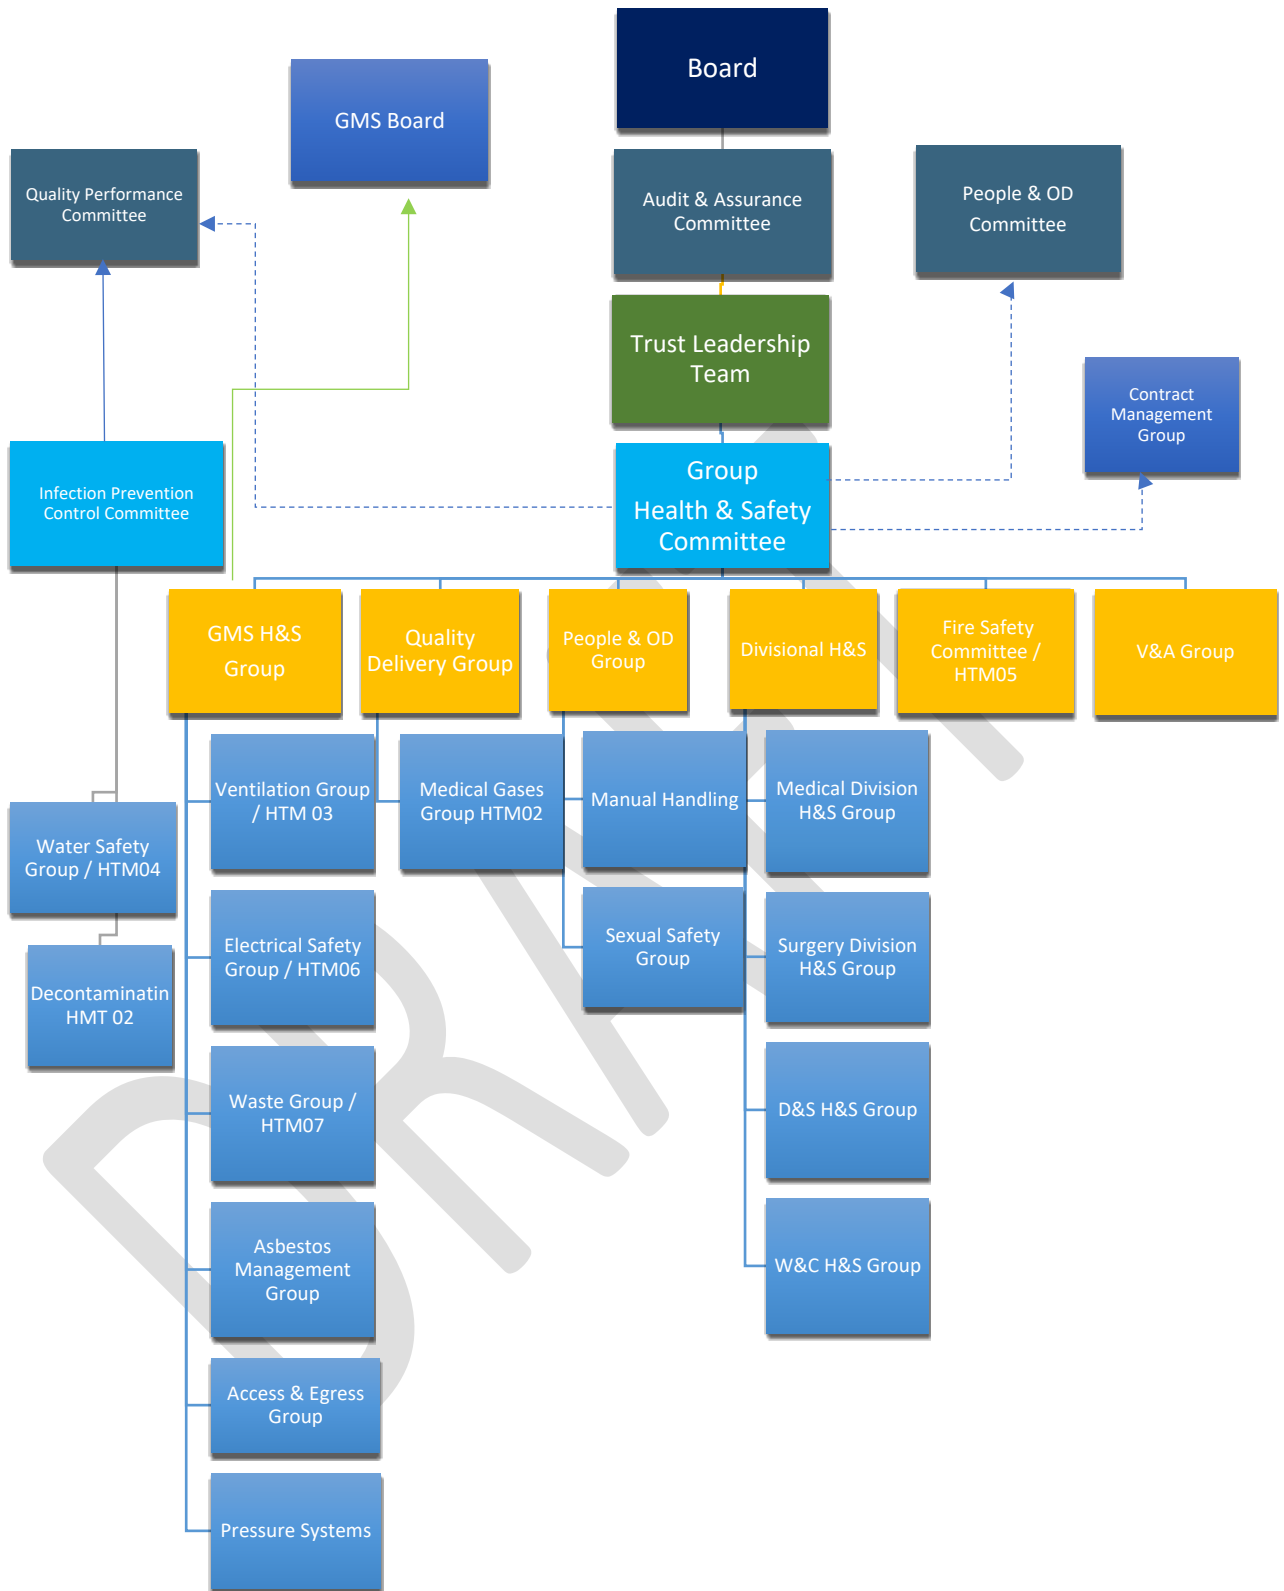 Board
GMS Board
Quality Performance
Committee
Audit & Assurance
Committee
People & OD
Committee
Trust Leadership
Team
Contract
Management
Group
Infection Prevention
Control Committee
Group
Health & Safety
Committee
GMS H&S
Group
Quality
Delivery Group
People & OD
Group
Divisional H&S
Fire Safety
Committee /
HTM05
V&A Group
Ventilation Group
/ HTM 03
Medical Gases
Group HTM02
Manual Handling
Medical Division
H&S Group
Water Safety
Group / HTM04
Electrical Safety
Group / HTM06
Sexual Safety
Group
Surgery Division
H&S Group
Decontaminatin
HMT 02
Waste Group /
HTM07
D&S H&S Group
Asbestos
Management
Group
W&C H&S Group
Access & Egress
Group
Pressure Systems
DRAFT